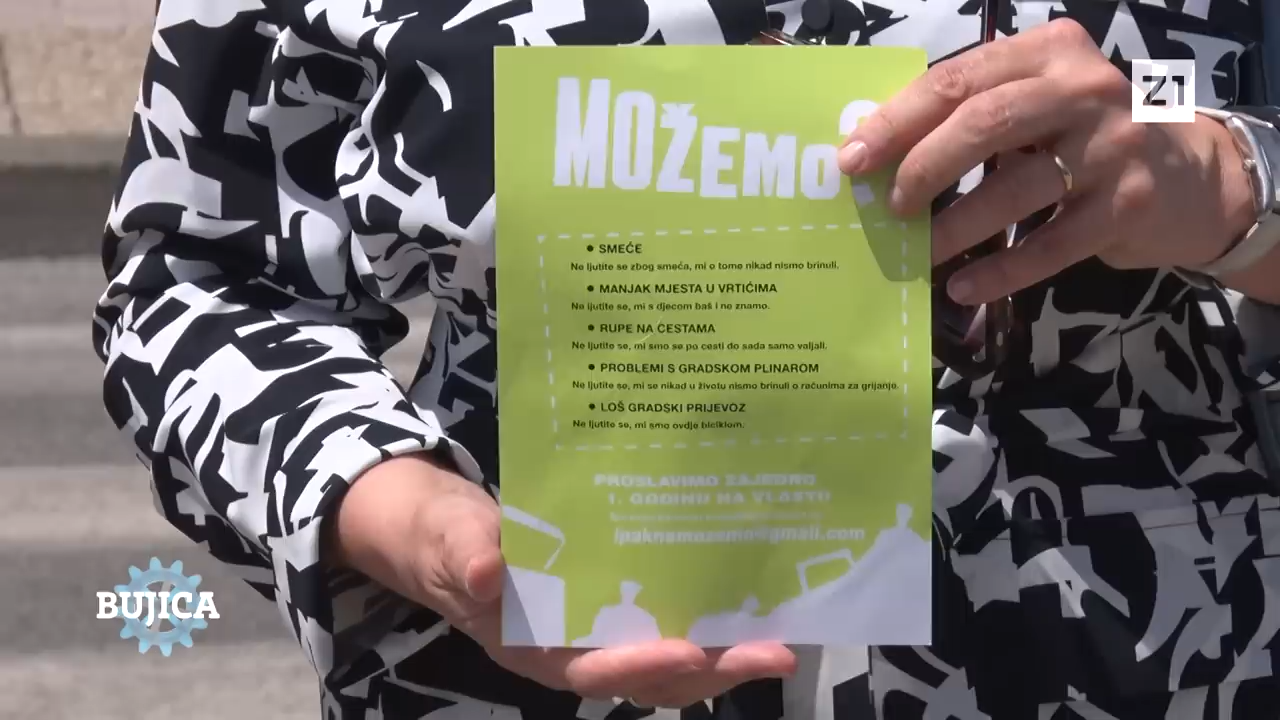 Z1
MOŽEMO?
• SMEĆE
Ne ljutite se zbog smeća, mi o tome nikad nismo brinuli.
• MANJAK MJESTA U VRTIĆIMA
Ne ljutite se, mi s djecom baš i ne znamo.
• RUPE NA CESTAMA
Ne ljutite se, mi smo se po cesti do sada samo valjali.
• PROBLEMI S GRADSKOM PLINAROM
Ne ljutite se, mi se nikad u životu nismo brinuli o računima za grijanje.
• LOŠ GRADSKI PRIJEVOZ
Ne ljutite se, mi smo ovdje biciklom.
PROSLAVIMO ZAJEDNO
1. GODINU NA VLASTI!
ipaknemozemo@gmail.com
BUJICA